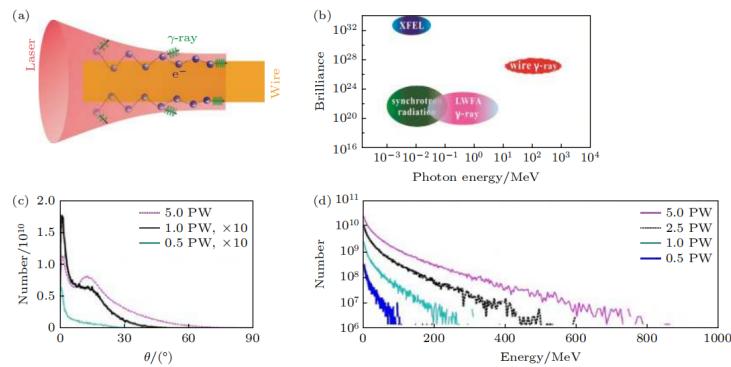 (a)
Laser
γ-ray
e⁻
Wire
(b)
Brilliance
10³²
10²⁸
10²⁴
10²⁰
10¹⁶
XFEL
wire γ-ray
synchrotron
radiation
LWFA
γ-ray
10⁻³ 10⁻² 10⁻¹ 10⁰ 10¹ 10² 10³ 10⁴
Photon energy/MeV
(c)
Number/10¹⁰
2.0
1.5
1.0
0.5
0
5.0 PW
1.0 PW, ×10
0.5 PW, ×10
0 30 60 90
θ/(°)
(d)
Number
10¹¹
10¹⁰
10⁹
10⁸
10⁷
10⁶
5.0 PW
2.5 PW
1.0 PW
0.5 PW
0 200 400 600 800 1000
Energy/MeV